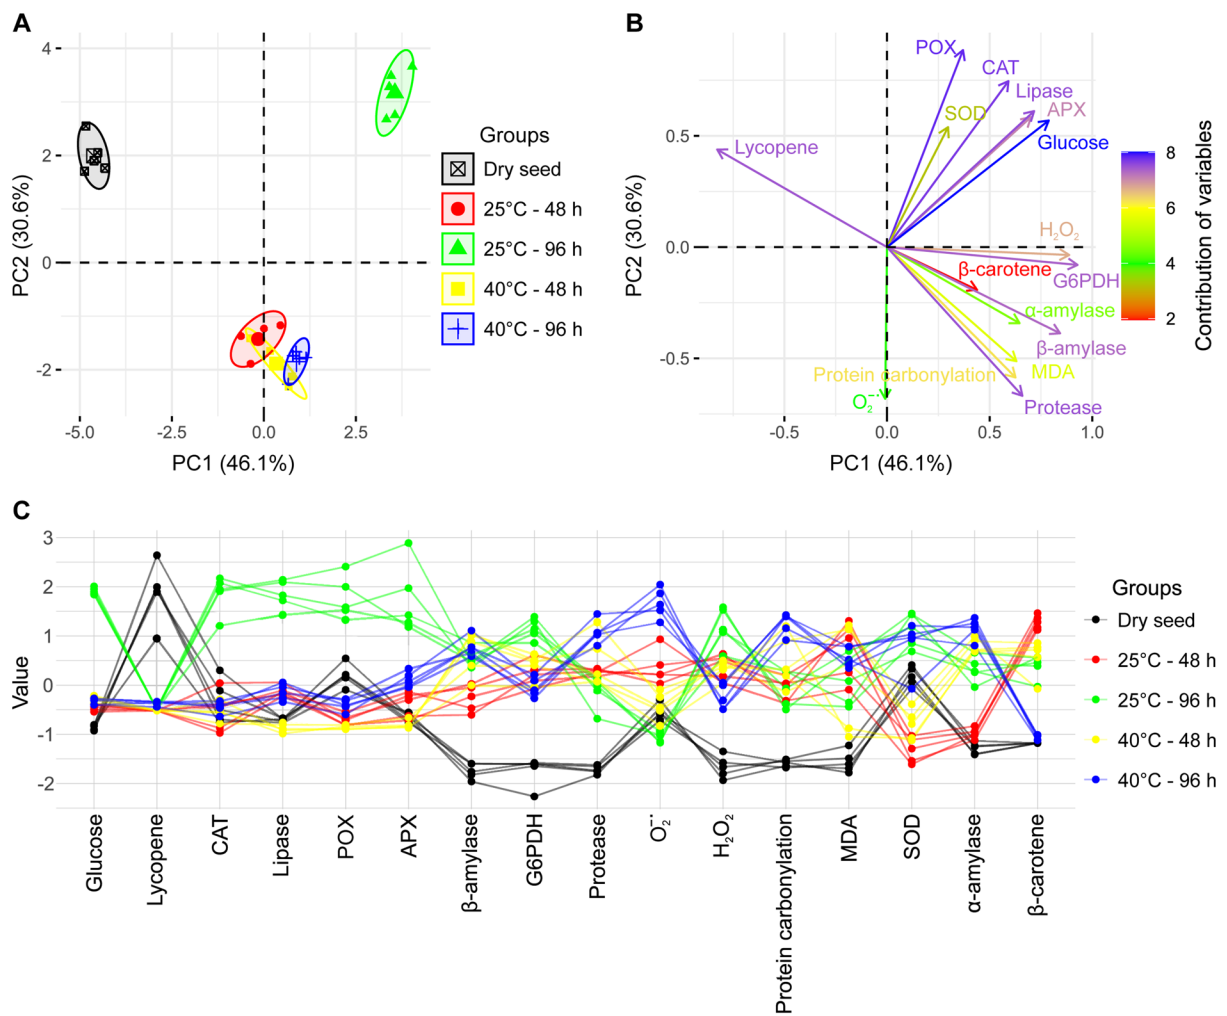 A
4
2
0
-2
-5.0
-2.5
0.0
2.5
PC2 (30.6%)
PC1 (46.1%)
Groups
Dry seed
25°C - 48 h
25°C - 96 h
40°C - 48 h
40°C - 96 h
B
POX
CAT
Lipase
SOD
APX
Glucose
Lycopene
H₂O₂
β-carotene
G6PDH
α-amylase
β-amylase
Protein carbonylation
MDA
O₂⁻·
Protease
0.5
0.0
-0.5
-0.5
0.0
0.5
1.0
PC2 (30.6%)
PC1 (46.1%)
8
6
4
2
Contribution of variables
C
3
2
1
0
-1
-2
Value
Glucose
Lycopene
CAT
Lipase
POX
APX
β-amylase
G6PDH
Protease
O₂⁻·
H₂O₂
Protein carbonylation
MDA
SOD
α-amylase
β-carotene
Groups
Dry seed
25°C - 48 h
25°C - 96 h
40°C - 48 h
40°C - 96 h